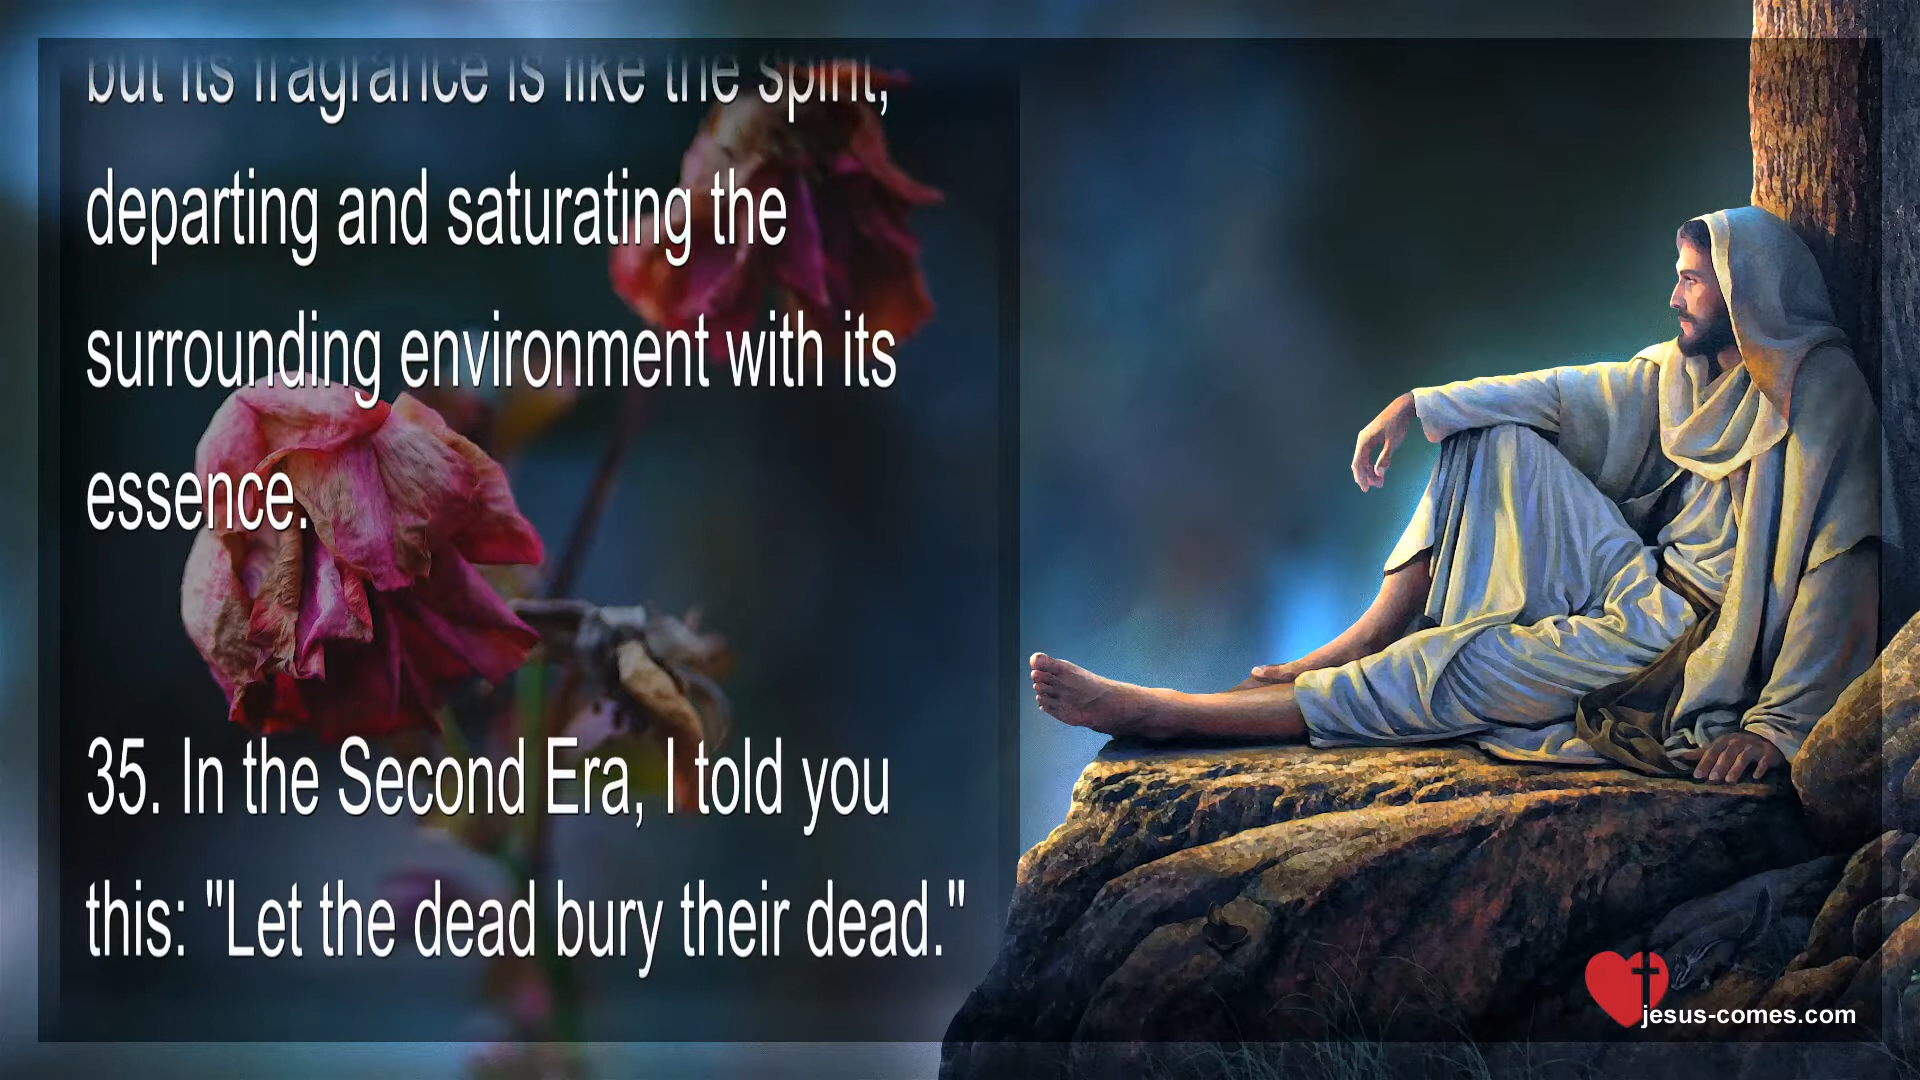 but its fragrance is like the spirit,
departing and saturating the
surrounding environment with its
essence.
35. In the Second Era, I told you
this: "Let the dead bury their dead."
jesus-comes.com